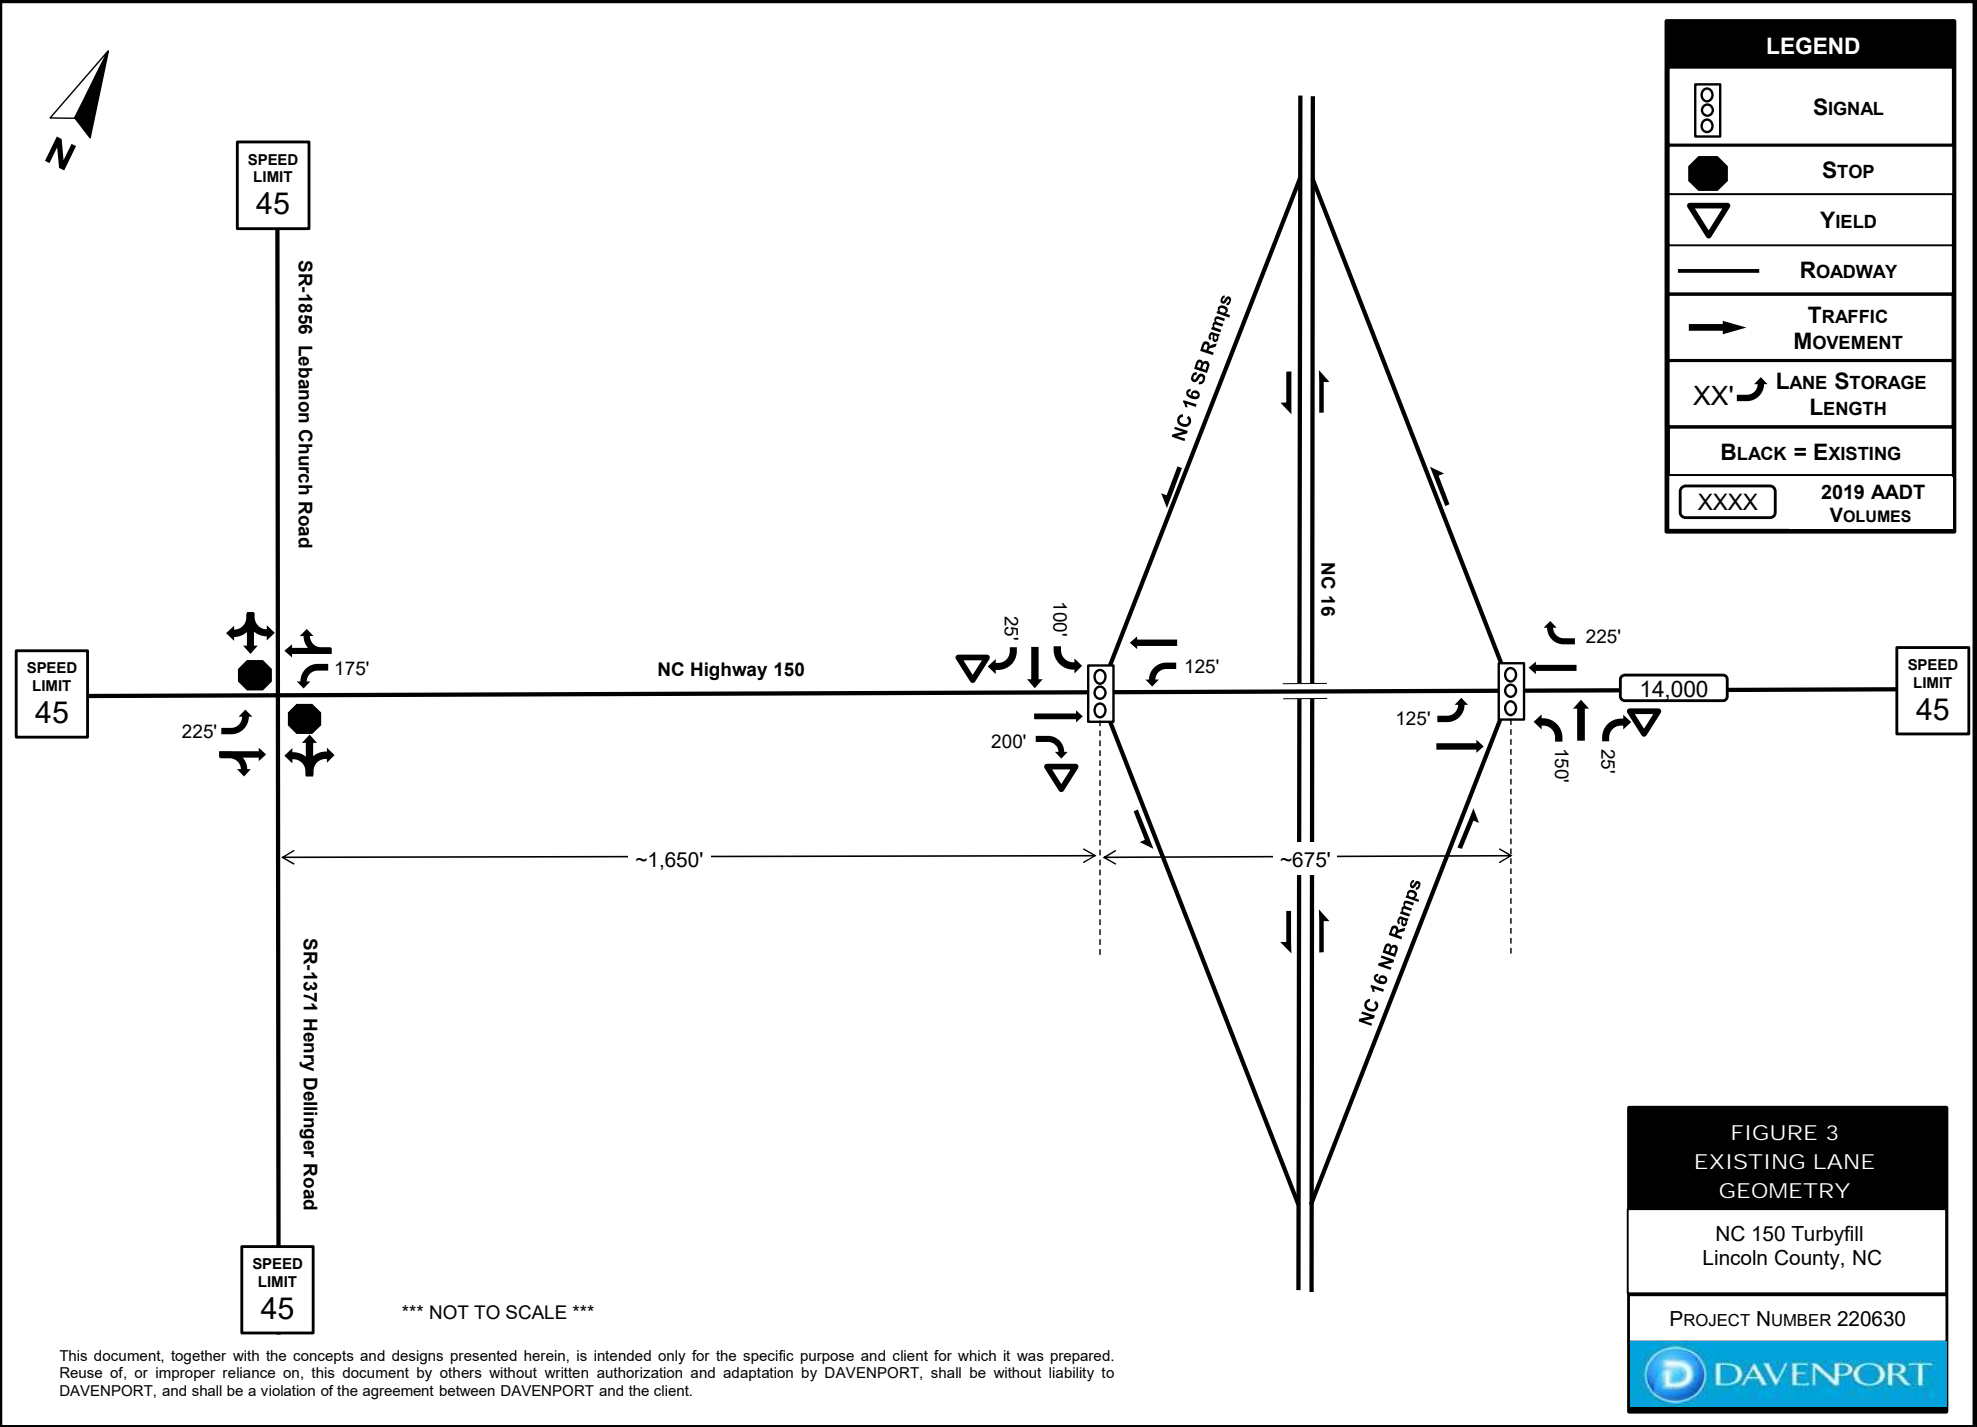 LEGEND
SIGNAL
STOP
YIELD
ROADWAY
TRAFFIC
MOVEMENT
XX'
LANE STORAGE
LENGTH
BLACK = EXISTING
XXXX
2019 AADT
VOLUMES
N
SPEED
LIMIT
45
SR-1856 Lebanon Church Road
NC 16 SB Ramps
NC 16
SPEED
LIMIT
45
175'
225'
NC Highway 150
25'
100'
125'
200'
125'
225'
150'
25'
14,000
SPEED
LIMIT
45
~1,650'
~675'
SR-1371 Henry Dellinger Road
NC 16 NB Ramps
SPEED
LIMIT
45
*** NOT TO SCALE ***
This document, together with the concepts and designs presented herein, is intended only for the specific purpose and client for which it was prepared.
Reuse of, or improper reliance on, this document by others without written authorization and adaptation by DAVENPORT, shall be without liability to
DAVENPORT, and shall be a violation of the agreement between DAVENPORT and the client.
FIGURE 3
EXISTING LANE
GEOMETRY
NC 150 Turbyfill
Lincoln County, NC
PROJECT NUMBER 220630
D DAVENPORT